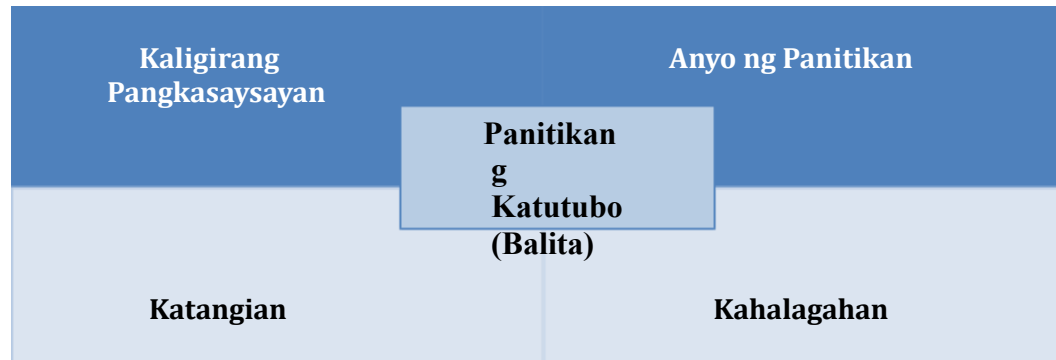 Kaligirang
Pangkasaysayan
Anyo ng Panitikan
Panitikan
g
Katutubo
(Balita)
Katangian
Kahalagahan